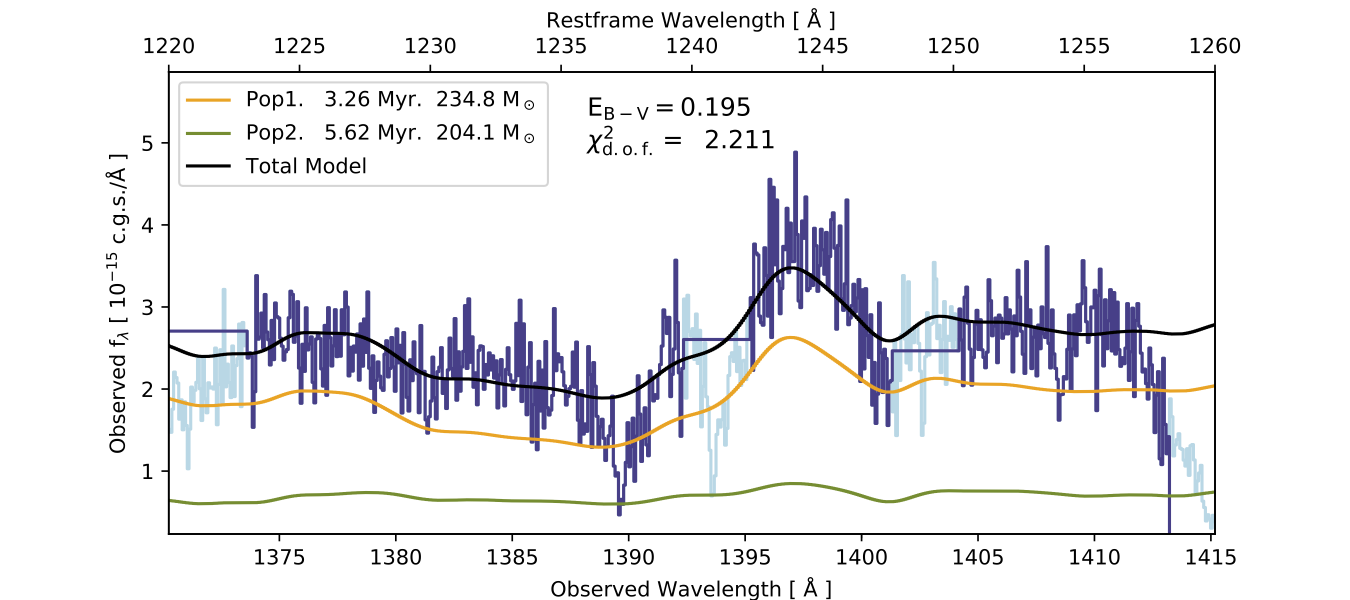 Restframe Wavelength [ Å ]
1220 1225 1230 1235 1240 1245 1250 1255 1260
Pop1. 3.26 Myr. 234.8 M⊙
Pop2. 5.62 Myr. 204.1 M⊙
Total Model
E_{B−V} = 0.195
χ²_{d.o.f.} = 2.211
Observed f_λ [ 10⁻¹⁵ c.g.s./Å ]
5
4
3
2
1
1375 1380 1385 1390 1395 1400 1405 1410 1415
Observed Wavelength [ Å ]